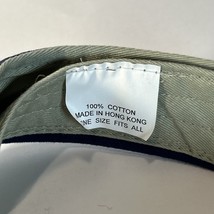 100% COTTON
MADE IN HONG KONG
ONE SIZE FITS ALL